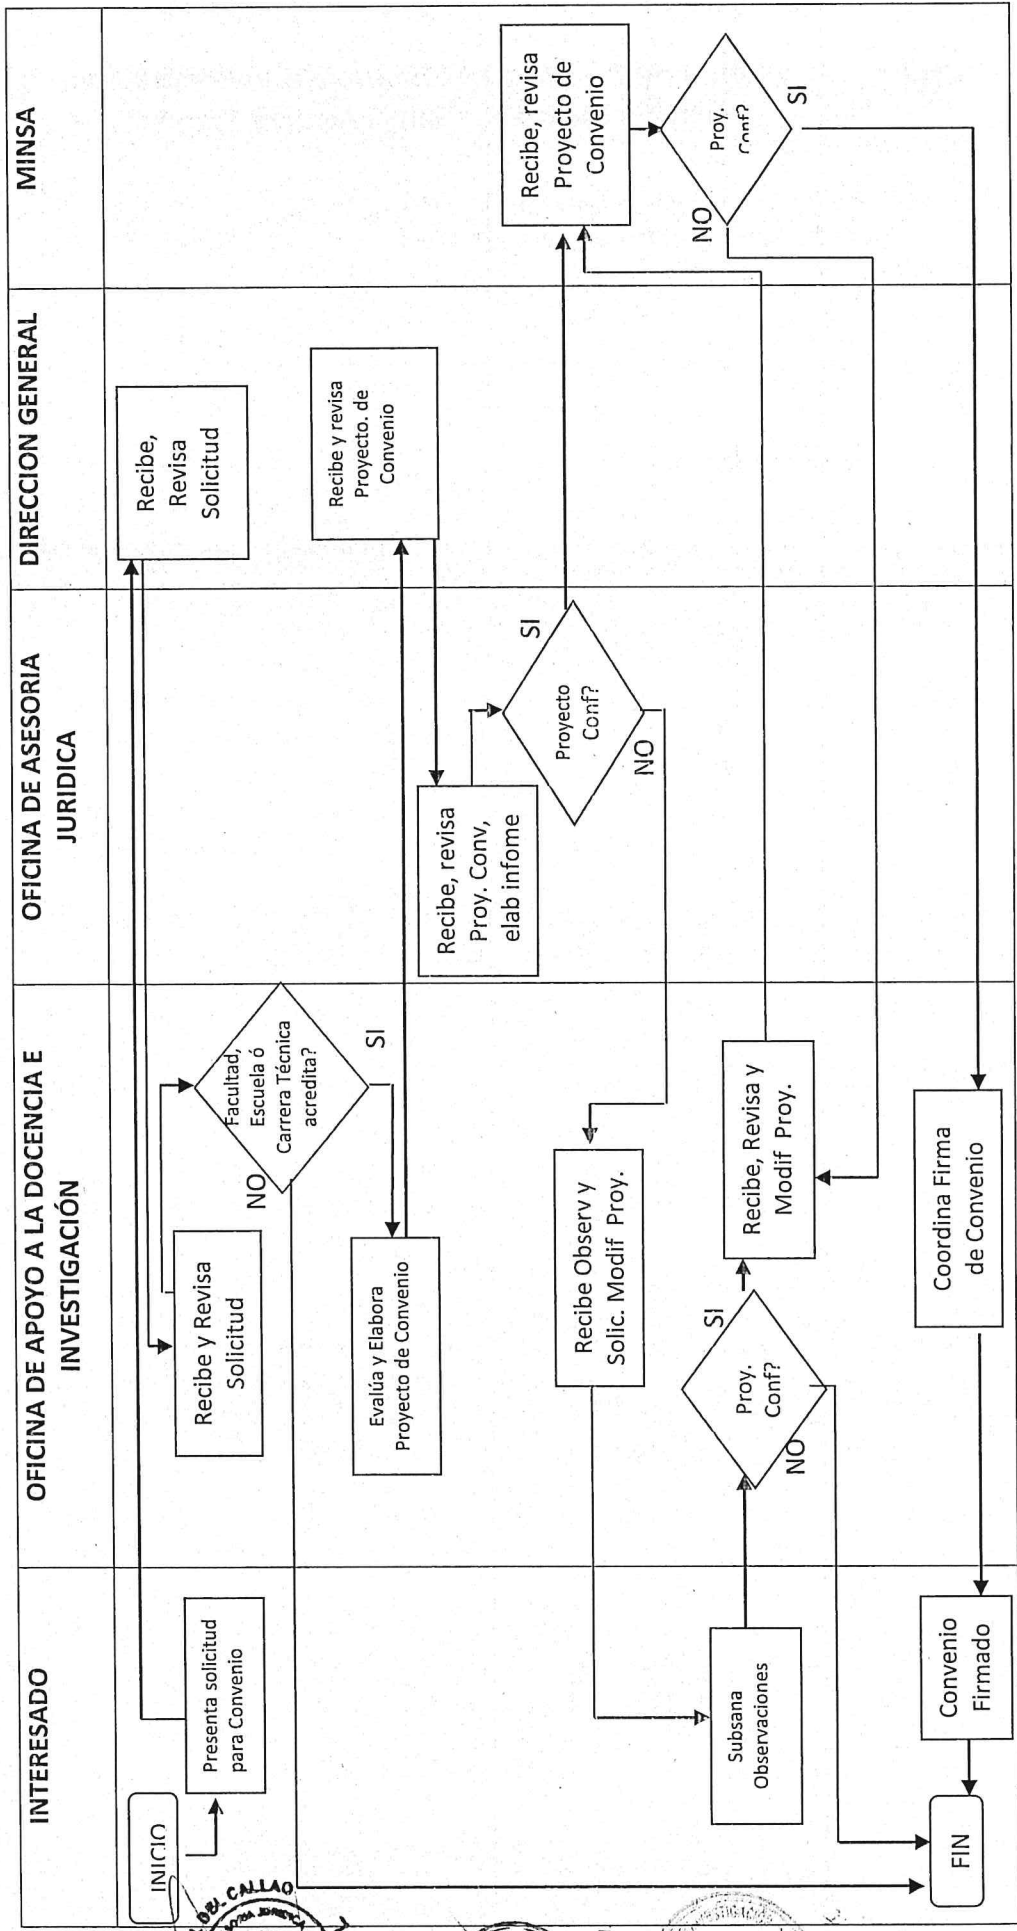 INTERESADO
OFICINA DE APOYO A LA DOCENCIA E
INVESTIGACIÓN
OFICINA DE ASESORIA
JURIDICA
DIRECCION GENERAL
MINSA
INICIO
Presenta solicitud
para Convenio
Recibe,
Revisa
Solicitud
Recibe y Revisa
Solicitud
Facultad,
Escuela ó
Carrera Técnica
acredita?
NO
SI
Evalúa y Elabora
Proyecto de Convenio
Recibe y revisa
Proyecto. de
Convenio
Recibe, revisa
Proy. Conv,
elab infome
Proyecto
Conf?
SI
NO
Recibe, revisa
Proyecto de
Convenio
Proy.
Conf?
NO
SI
Recibe Observ y
Solic. Modif Proy.
Subsana
Observaciones
Proy.
Conf?
SI
NO
Recibe, Revisa y
Modif Proy.
Coordina Firma
de Convenio
Convenio
Firmado
FIN
DEL CALLAO